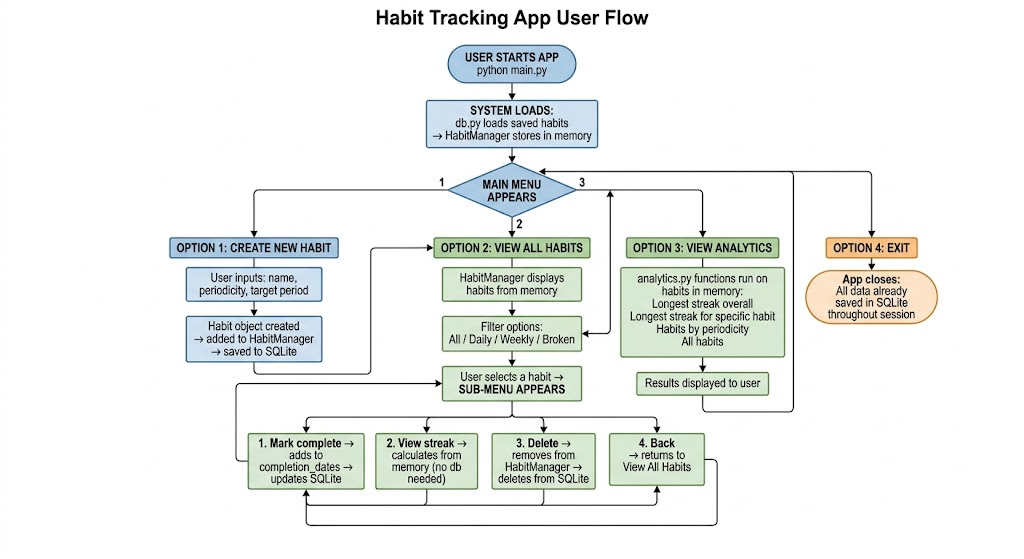 Habit Tracking App User Flow
USER STARTS APP
python main.py
SYSTEM LOADS:
db.py loads saved habits
→ HabitManager stores in memory
1
MAIN MENU
APPEARS
3
2
OPTION 1: CREATE NEW HABIT
User inputs: name,
periodicity, target period
Habit object created
→ added to HabitManager
→ saved to SQLite
OPTION 2: VIEW ALL HABITS
HabitManager displays
habits from memory
Filter options:
All / Daily / Weekly / Broken
User selects a habit →
SUB-MENU APPEARS
OPTION 3: VIEW ANALYTICS
analytics.py functions run on
habits in memory:
Longest streak overall
Longest streak for specific habit
Habits by periodicity
All habits
Results displayed to user
OPTION 4: EXIT
App closes:
All data already
saved in SQLite
throughout session
1. Mark complete →
adds to
completion_dates →
updates SQLite
2. View streak →
calculates from
memory (no db
needed)
3. Delete →
removes from
HabitManager →
deletes from SQLite
4. Back
→ returns to
View All Habits